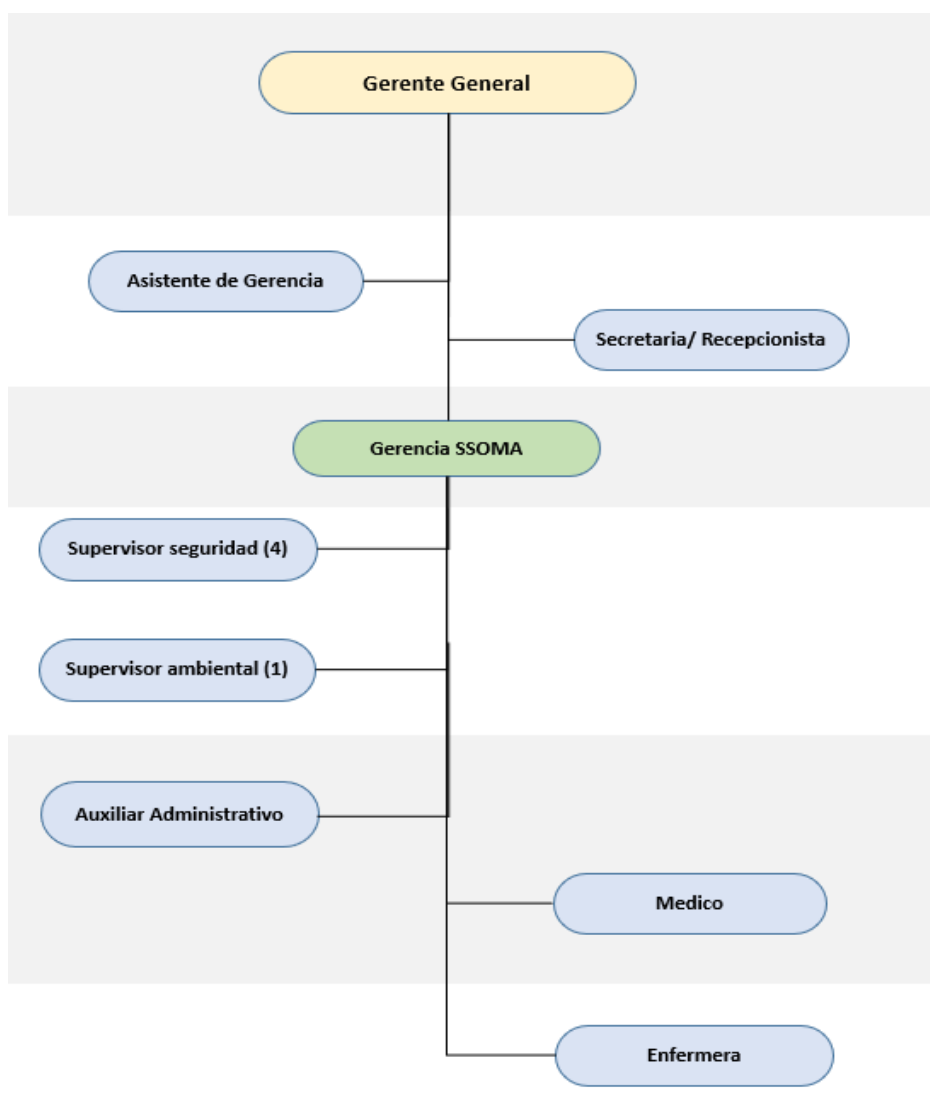 Gerente General
Asistente de Gerencia
Secretaria/ Recepcionista
Gerencia SSOMA
Supervisor seguridad (4)
Supervisor ambiental (1)
Auxiliar Administrativo
Medico
Enfermera